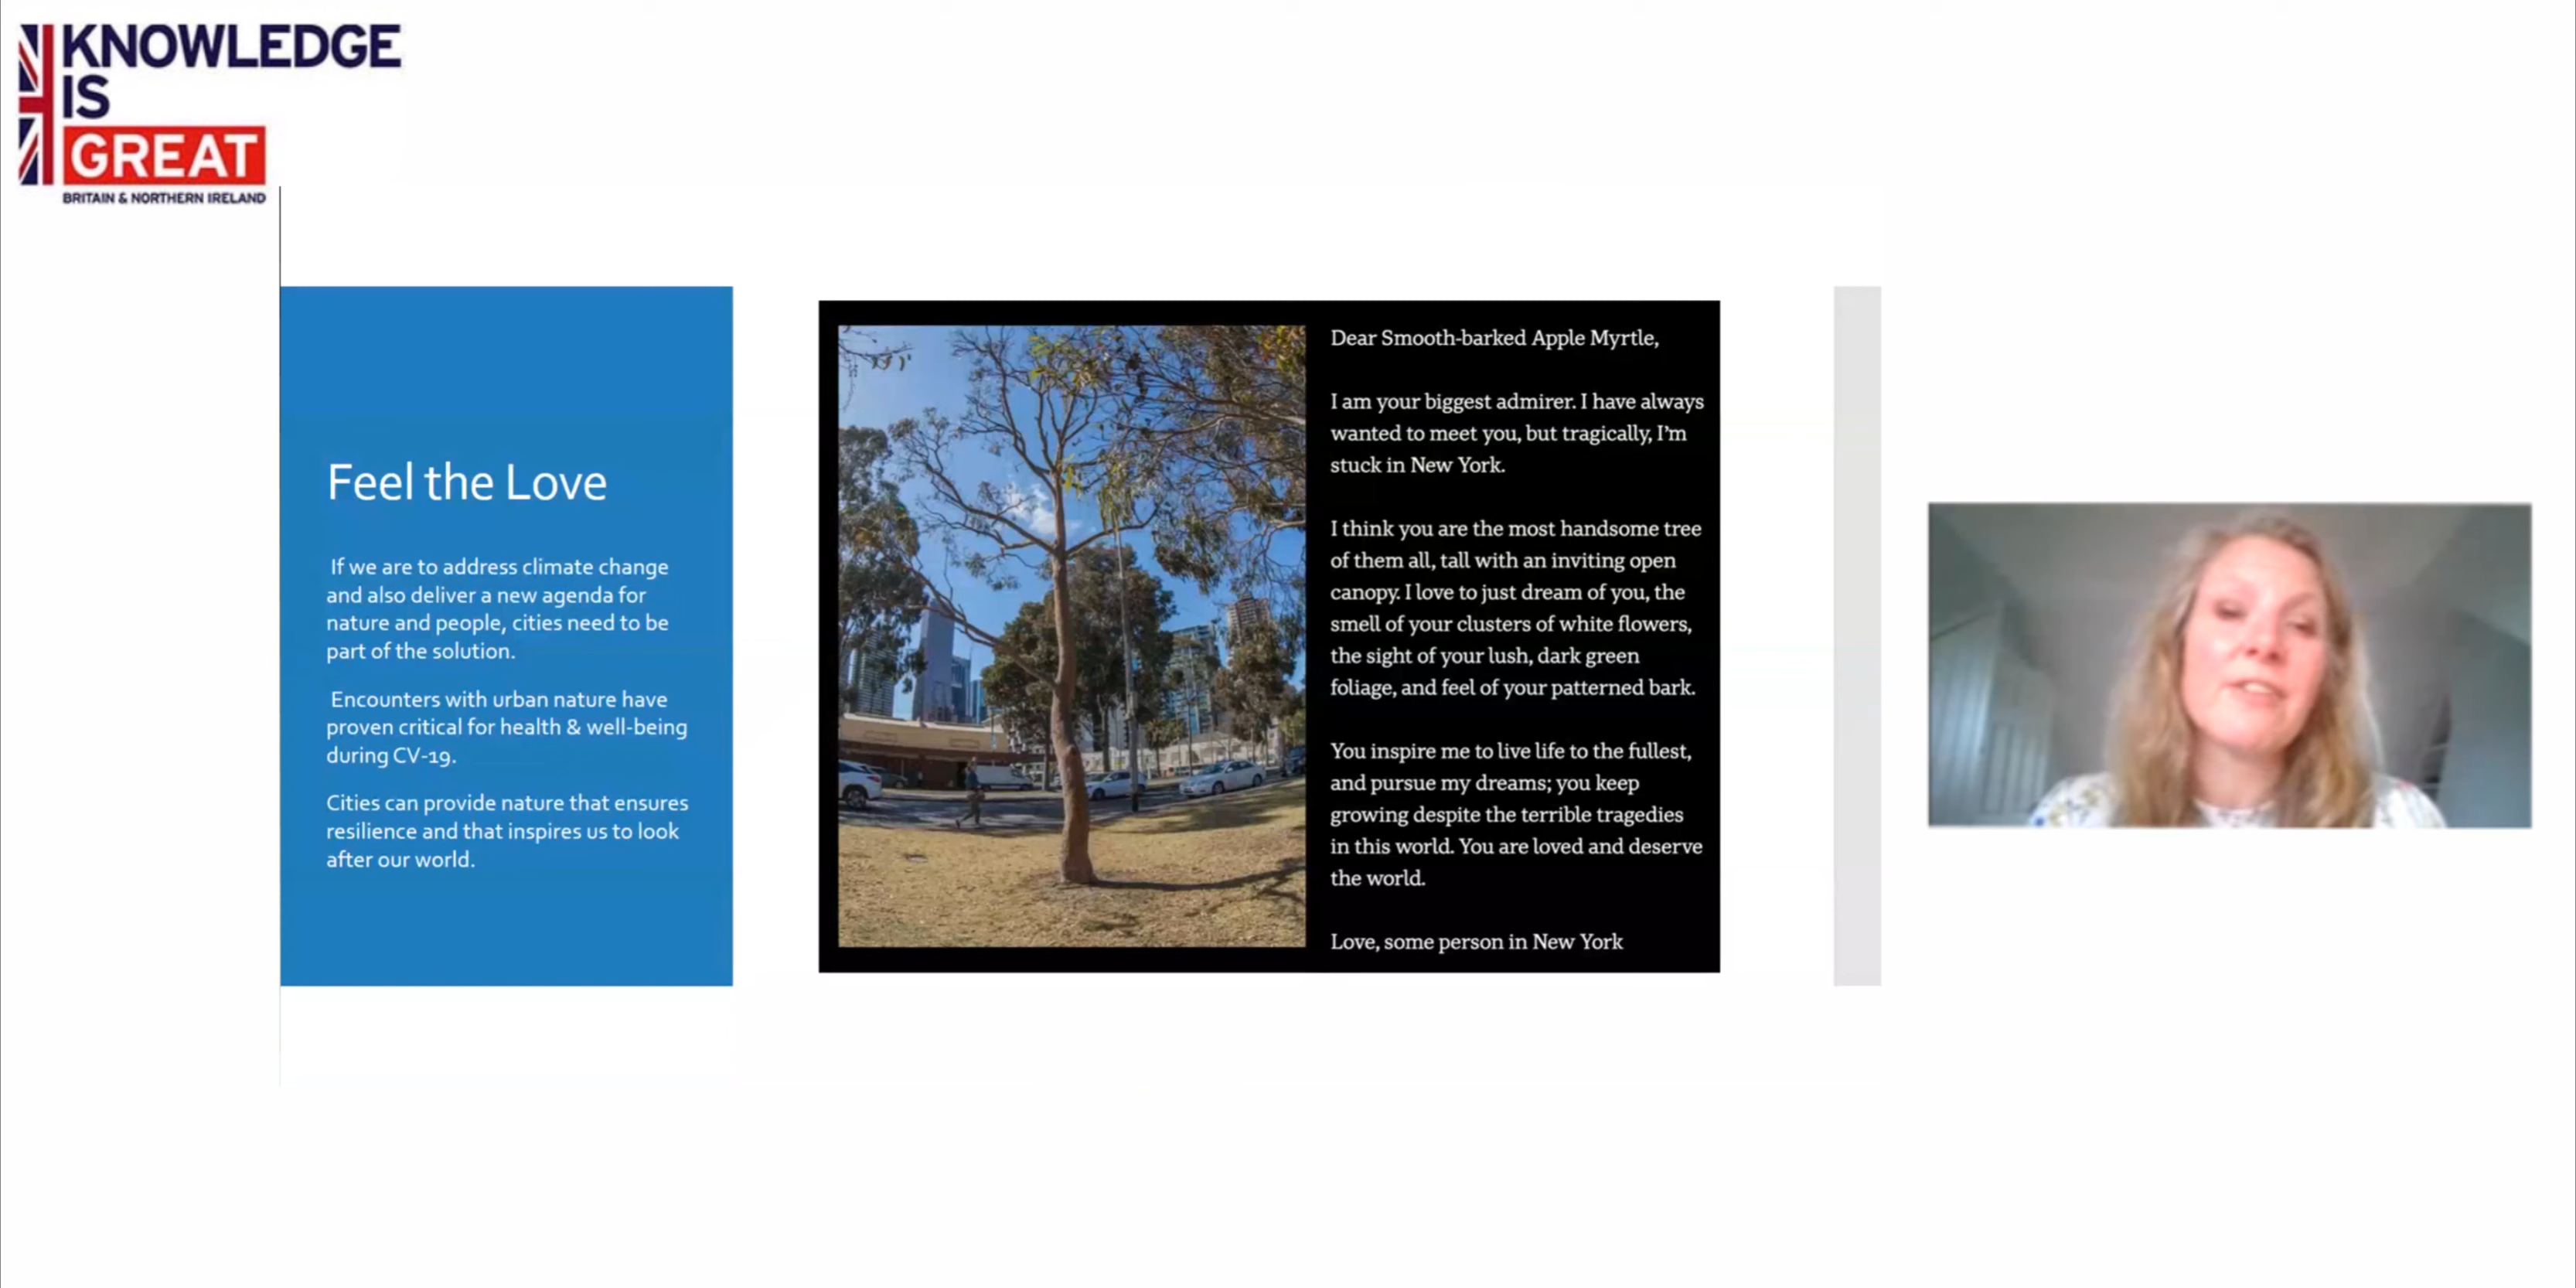 KNOWLEDGE
IS
GREAT
BRITAIN & NORTHERN IRELAND
Feel the Love
If we are to address climate change
and also deliver a new agenda for
nature and people, cities need to be
part of the solution.
Encounters with urban nature have
proven critical for health & well-being
during CV-19.
Cities can provide nature that ensures
resilience and that inspires us to look
after our world.
Dear Smooth-barked Apple Myrtle,
I am your biggest admirer. I have always
wanted to meet you, but tragically, I'm
stuck in New York.
I think you are the most handsome tree
of them all, tall with an inviting open
canopy. I love to just dream of you, the
smell of your clusters of white flowers,
the sight of your lush, dark green
foliage, and feel of your patterned bark.
You inspire me to live life to the fullest,
and pursue my dreams; you keep
growing despite the terrible tragedies
in this world. You are loved and deserve
the world.
Love, some person in New York